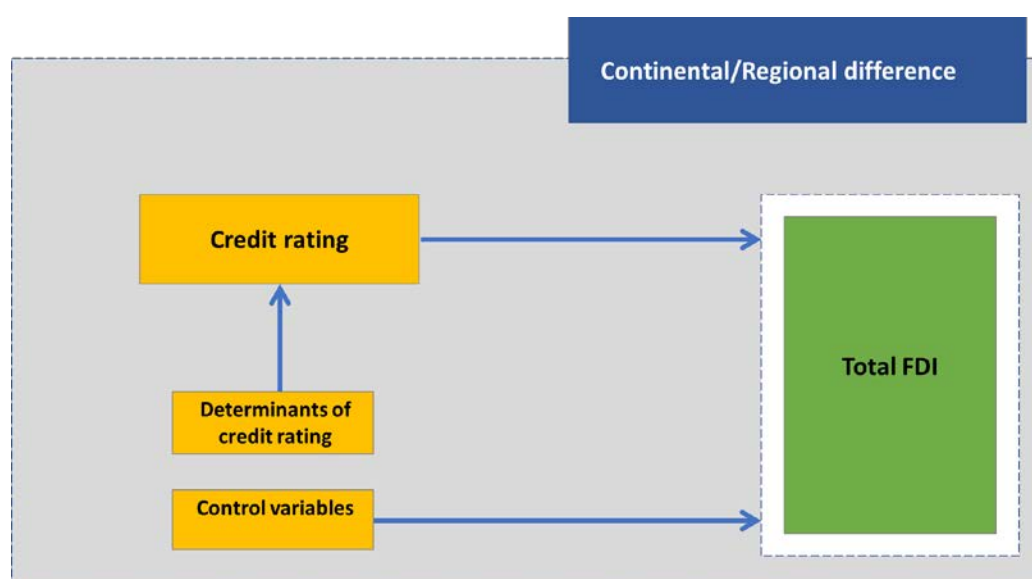 Continental/Regional difference
Credit rating
Total FDI
Determinants of
credit rating
Control variables